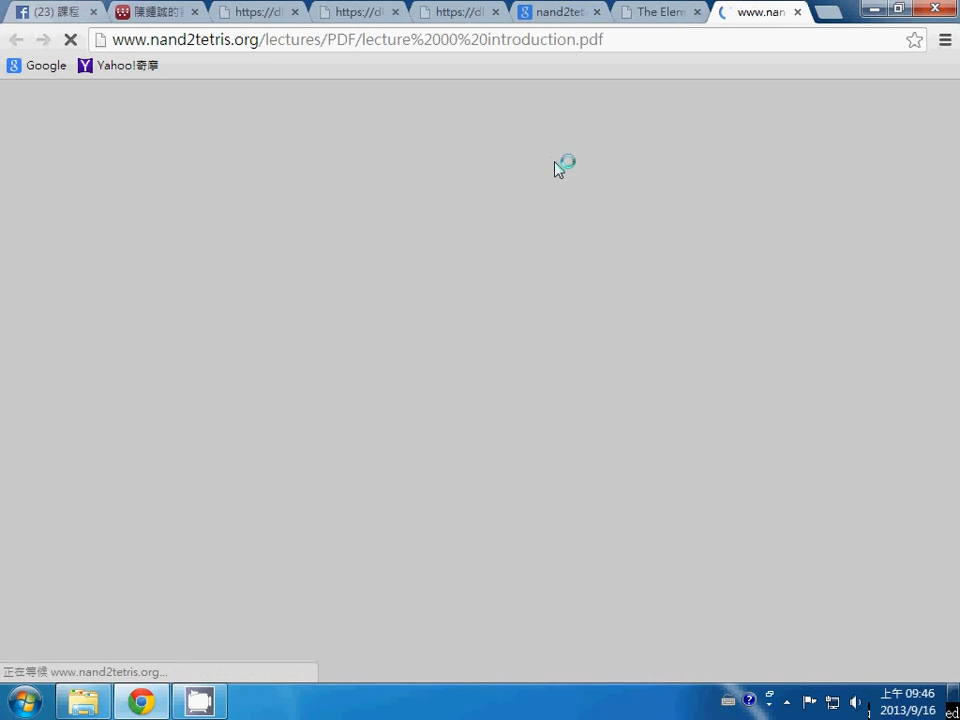 (23) 課程
陳鍾誠的
https://dl
https://dl
https://dl
nand2tet
The Elem
www.nan
www.nand2tetris.org/lectures/PDF/lecture%2000%20introduction.pdf
Google
Yahoo!奇摩
正在等候 www.nand2tetris.org...
上午 09:46
2013/9/16